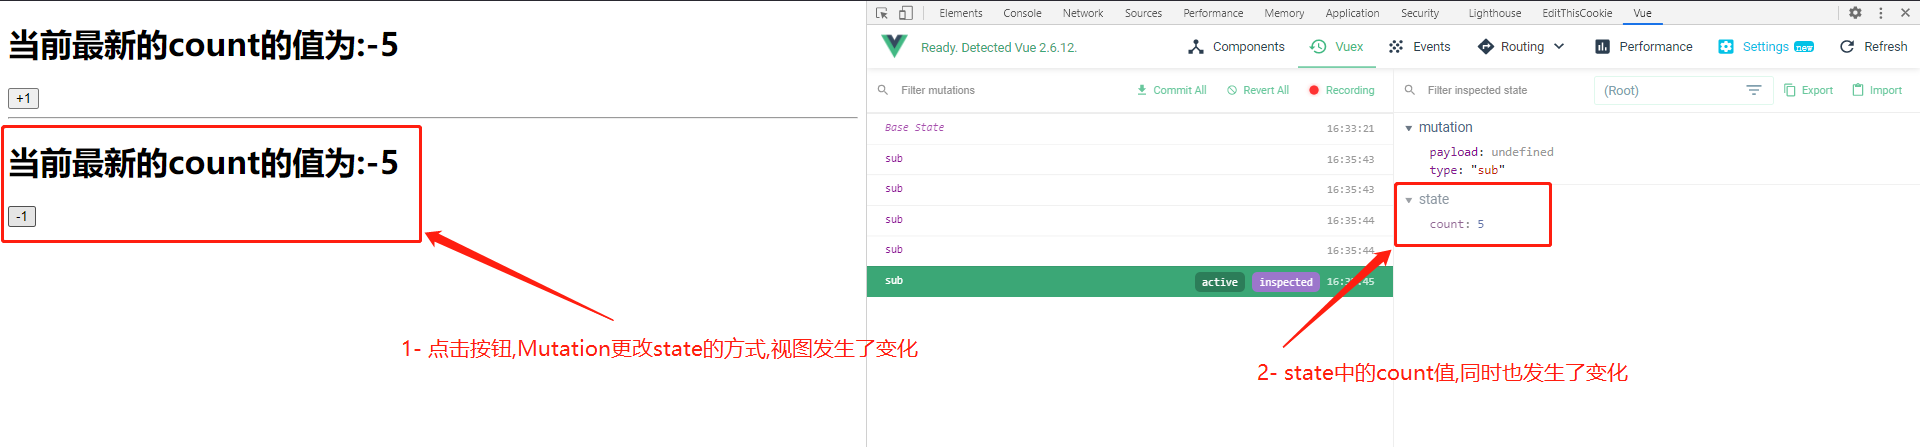 当前最新的count的值为:-5
+1
当前最新的count的值为:-5
-1
1- 点击按钮,Mutation更改state的方式,视图发生了变化
Elements Console Network Sources Performance Memory Application Security Lighthouse EditThisCookie Vue
Ready. Detected Vue 2.6.12. Components Vuex Events Routing Performance Settings new Refresh
Filter mutations Commit All Revert All Recording
Base State 16:33:21
sub 16:35:43
sub 16:35:43
sub 16:35:44
sub 16:35:44
sub active inspected
Filter inspected state (Root) Export Import
mutation
payload: undefined
type: "sub"
state
count: 5
2- state中的count值,同时也发生了变化